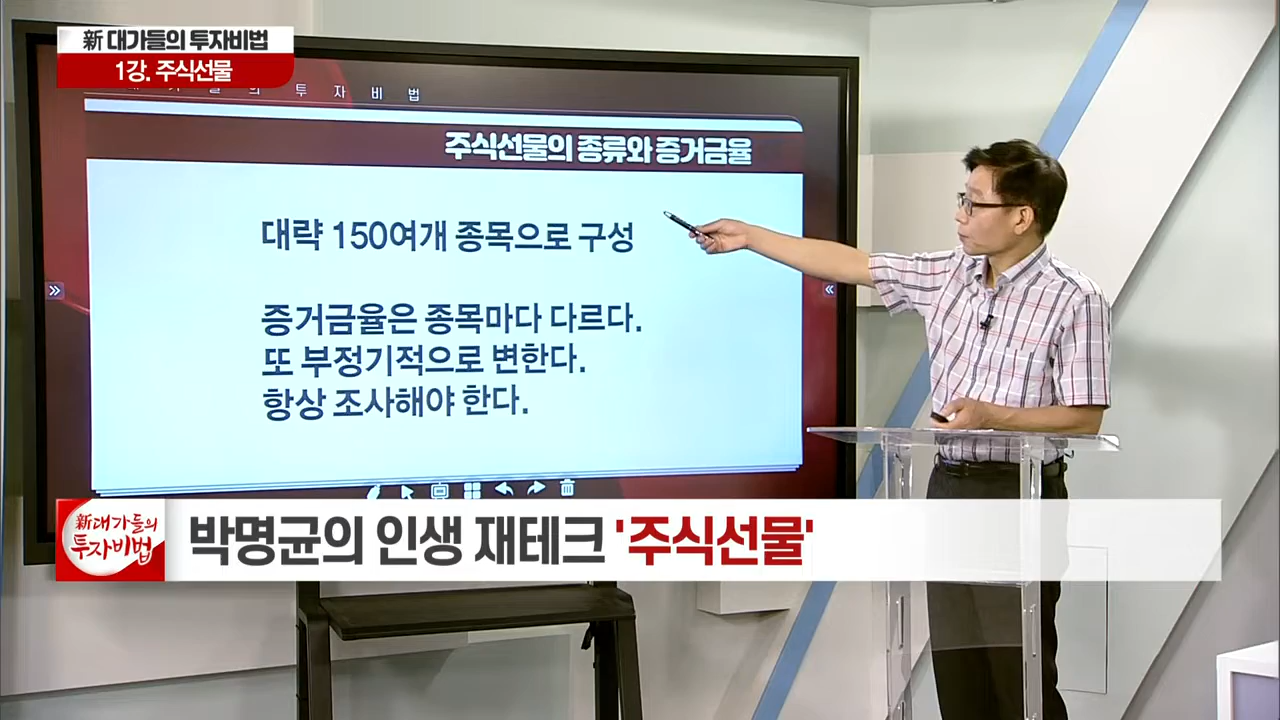 新 대가들의 투자비법
1강. 주식선물
대 가 들 의 투 자 비 법
주식선물의 종류와 증거금율
대략 150여개 종목으로 구성
증거금율은 종목마다 다르다.
또 부정기적으로 변한다.
항상 조사해야 한다.
新대가들의
투자비법
박명균의 인생 재테크 '주식선물'